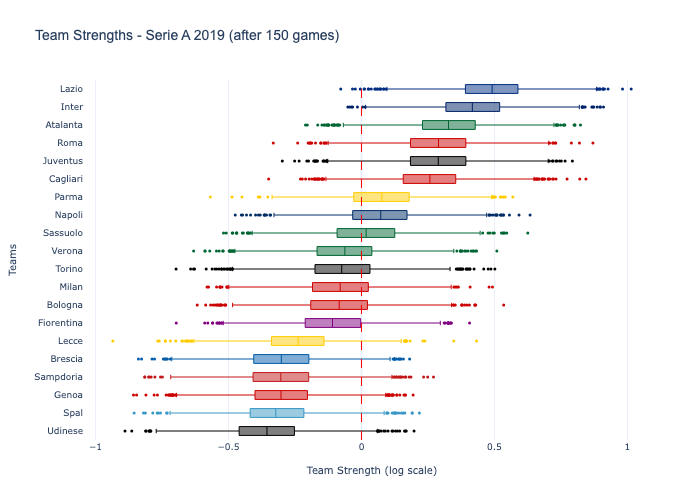 Team Strengths - Serie A 2019 (after 150 games)
Lazio
Inter
Atalanta
Roma
Juventus
Cagliari
Parma
Napoli
Sassuolo
Verona
Torino
Milan
Bologna
Fiorentina
Lecce
Brescia
Sampdoria
Genoa
Spal
Udinese
Teams
−1 −0.5 0 0.5 1
Team Strength (log scale)